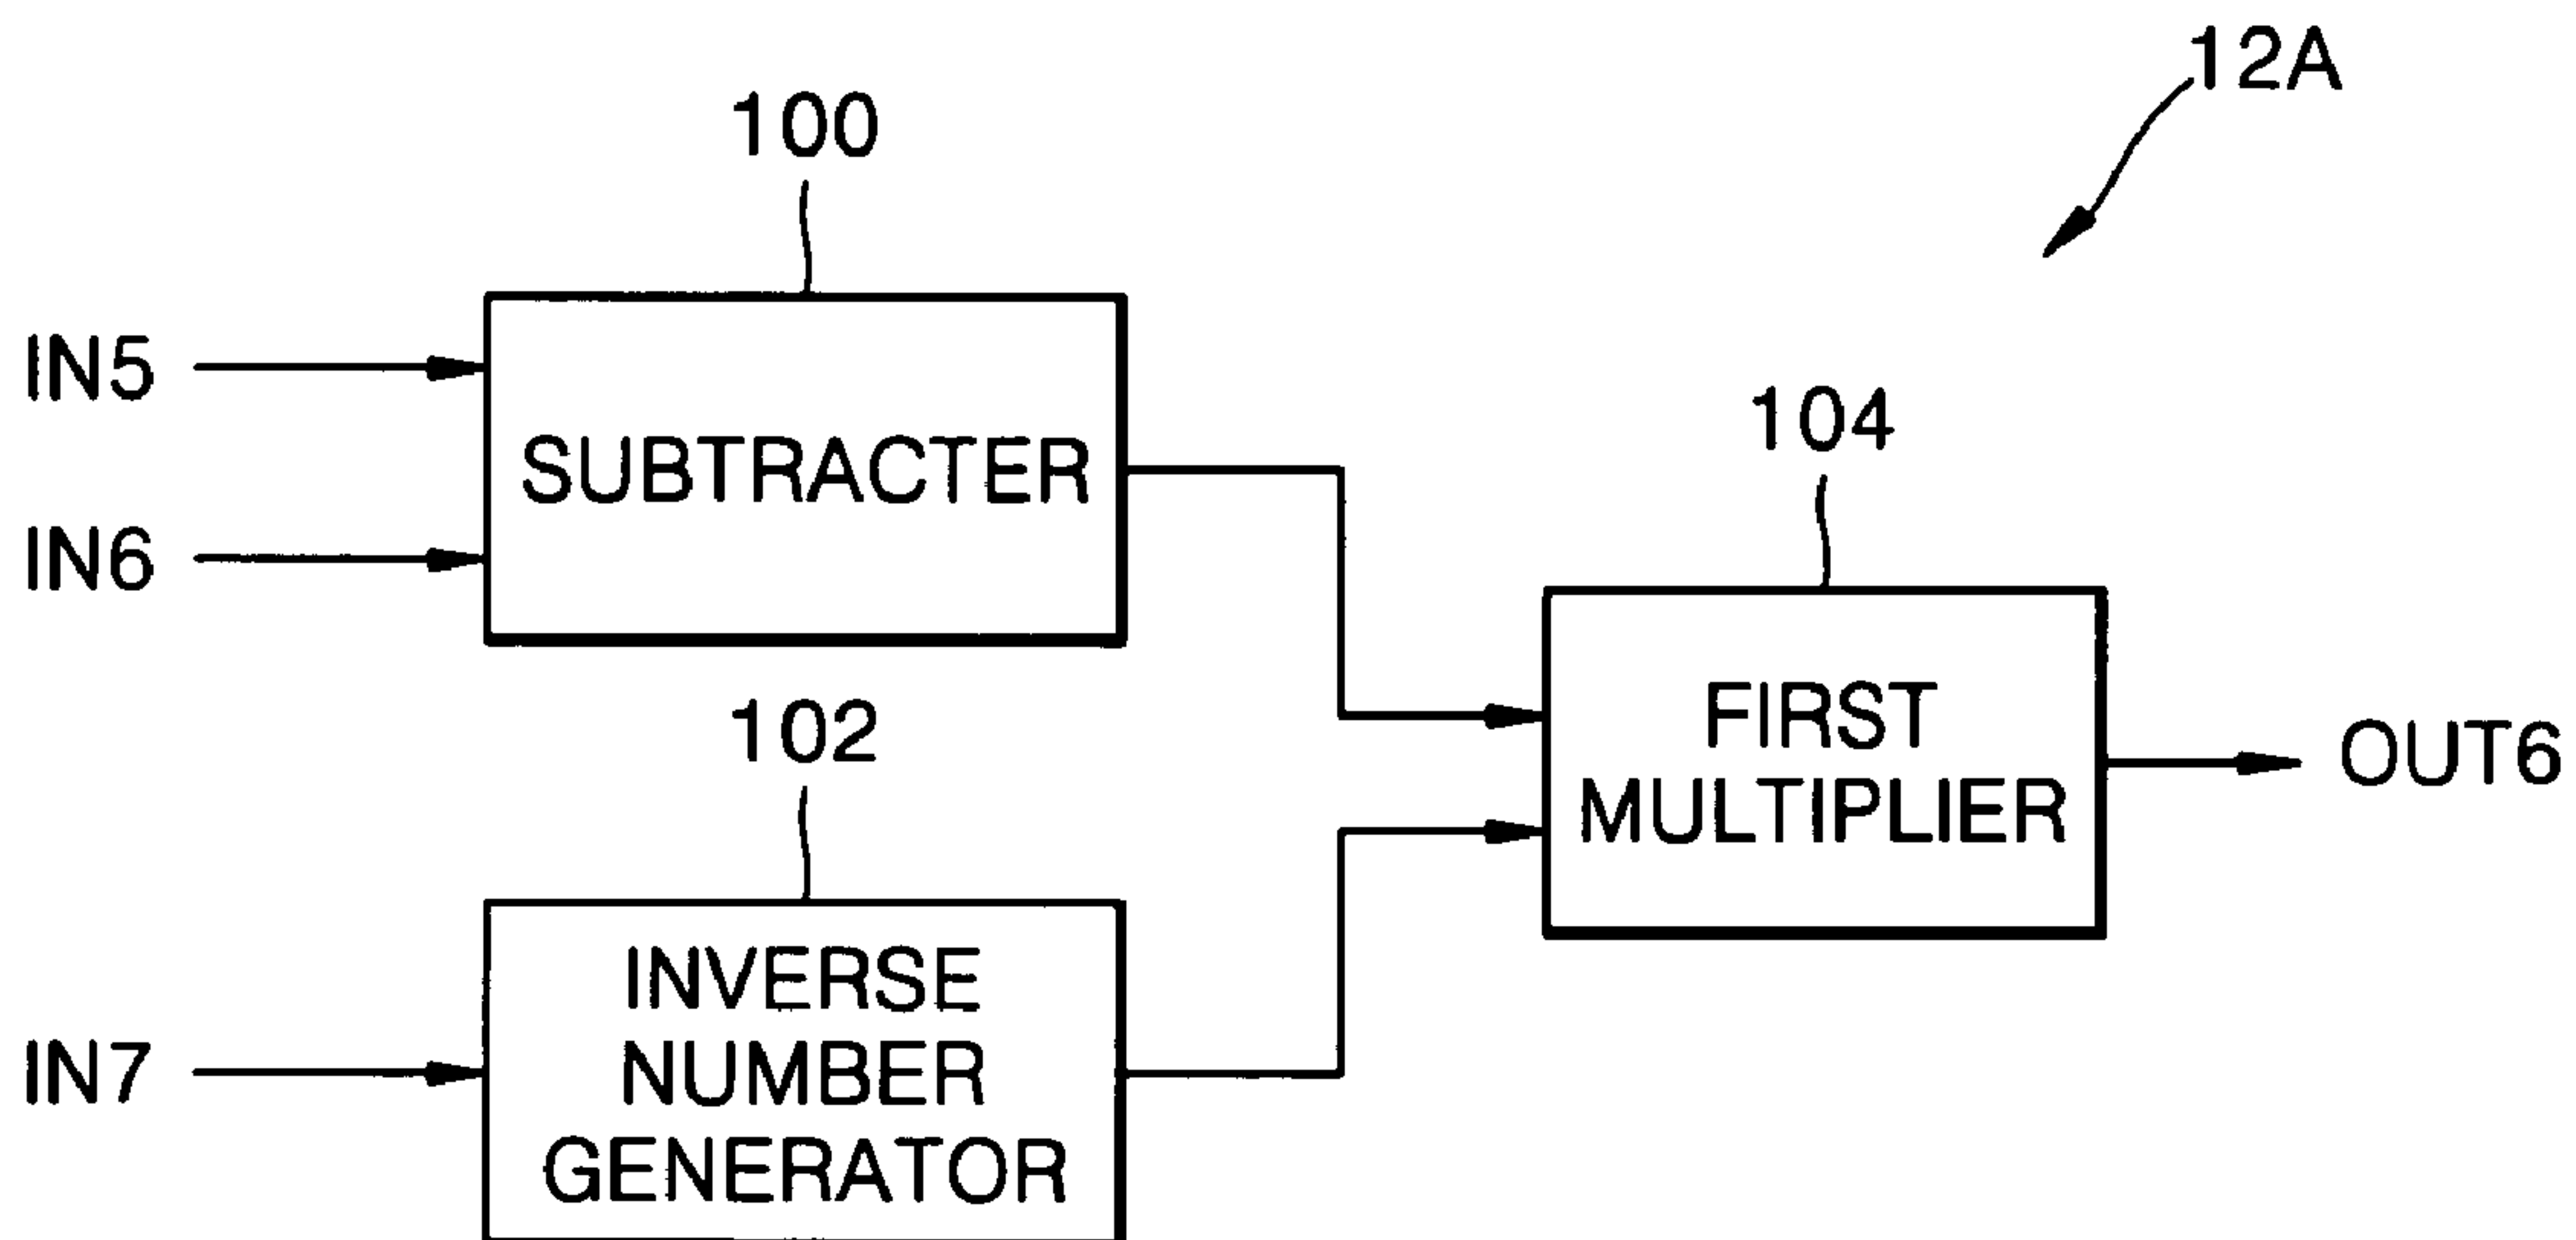 12A
100
IN5
SUBTRACTER
IN6
104
FIRST
MULTIPLIER
OUT6
102
IN7
INVERSE
NUMBER
GENERATOR